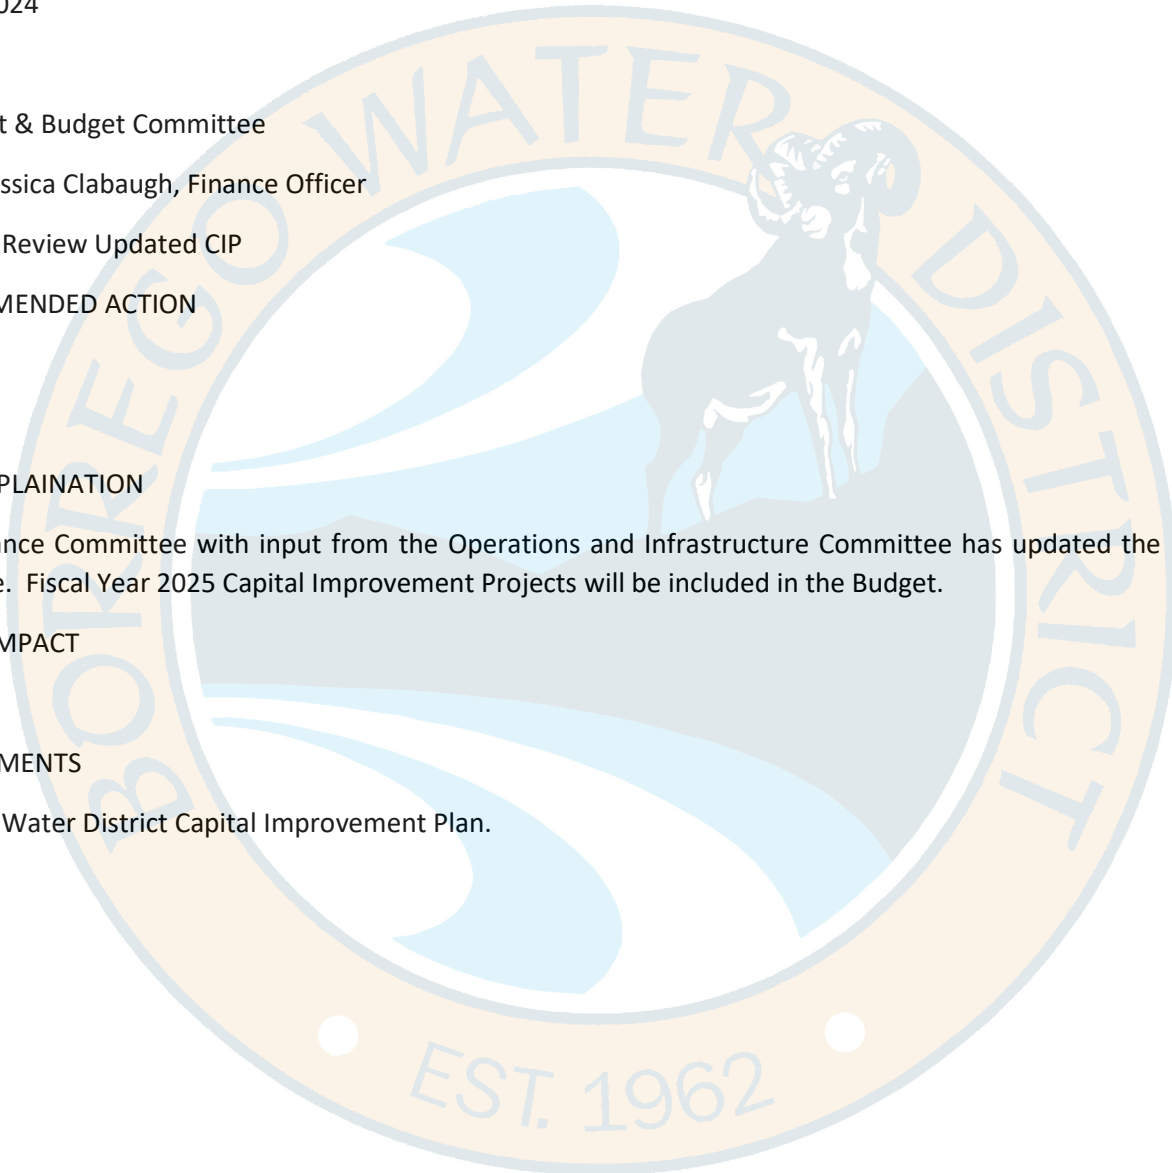 024
t & Budget Committee
ssica Clabaugh, Finance Officer
Review Updated CIP
MENDED ACTION
PLAINATION
nce Committee with input from the Operations and Infrastructure Committee has updated the
e. Fiscal Year 2025 Capital Improvement Projects will be included in the Budget.
MPACT
MENTS
Water District Capital Improvement Plan.
BORREGO WATER DISTRICT
EST. 1962